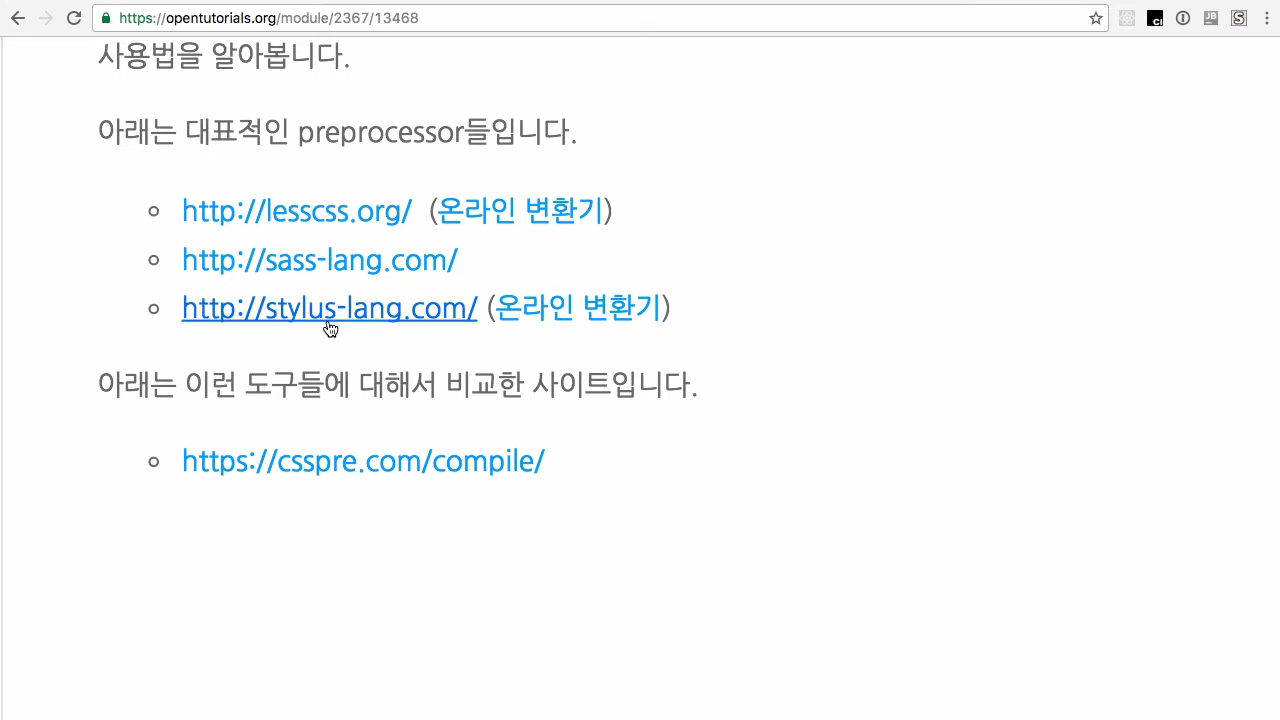 https://opentutorials.org/module/2367/13468
사용법을 알아봅니다.
아래는 대표적인 preprocessor들입니다.
http://lesscss.org/ (온라인 변환기)
http://sass-lang.com/
http://stylus-lang.com/ (온라인 변환기)
아래는 이런 도구들에 대해서 비교한 사이트입니다.
https://csspre.com/compile/